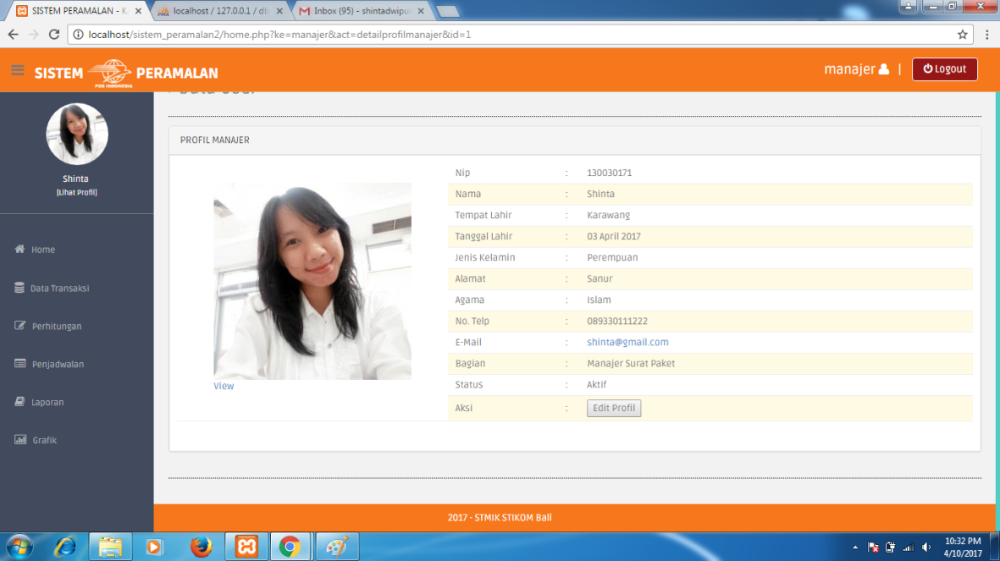 SISTEM PERAMALAN - K
localhost / 127.0.0.1 / db
M Inbox (95) - shintadwiput
localhost/sistem_peramalan2/home.php?ke=manajer&act=detailprofilmanajer&id=1
SISTEM
POS INDONESIA
PERAMALAN
manajer | Logout
Shinta
[Lihat Profil]
Home
Data Transaksi
Perhitungan
Penjadwalan
Laporan
Grafik
PROFIL MANAJER
View
Nip : 130030171
Nama : Shinta
Tempat Lahir : Karawang
Tanggal Lahir : 03 April 2017
Jenis Kelamin : Perempuan
Alamat : Sanur
Agama : Islam
No. Telp : 089330111222
E-Mail : shinta@gmail.com
Bagian : Manajer Surat Paket
Status : Aktif
Aksi : Edit Profil
2017 - STMIK STIKOM Bali
10:32 PM
4/10/2017